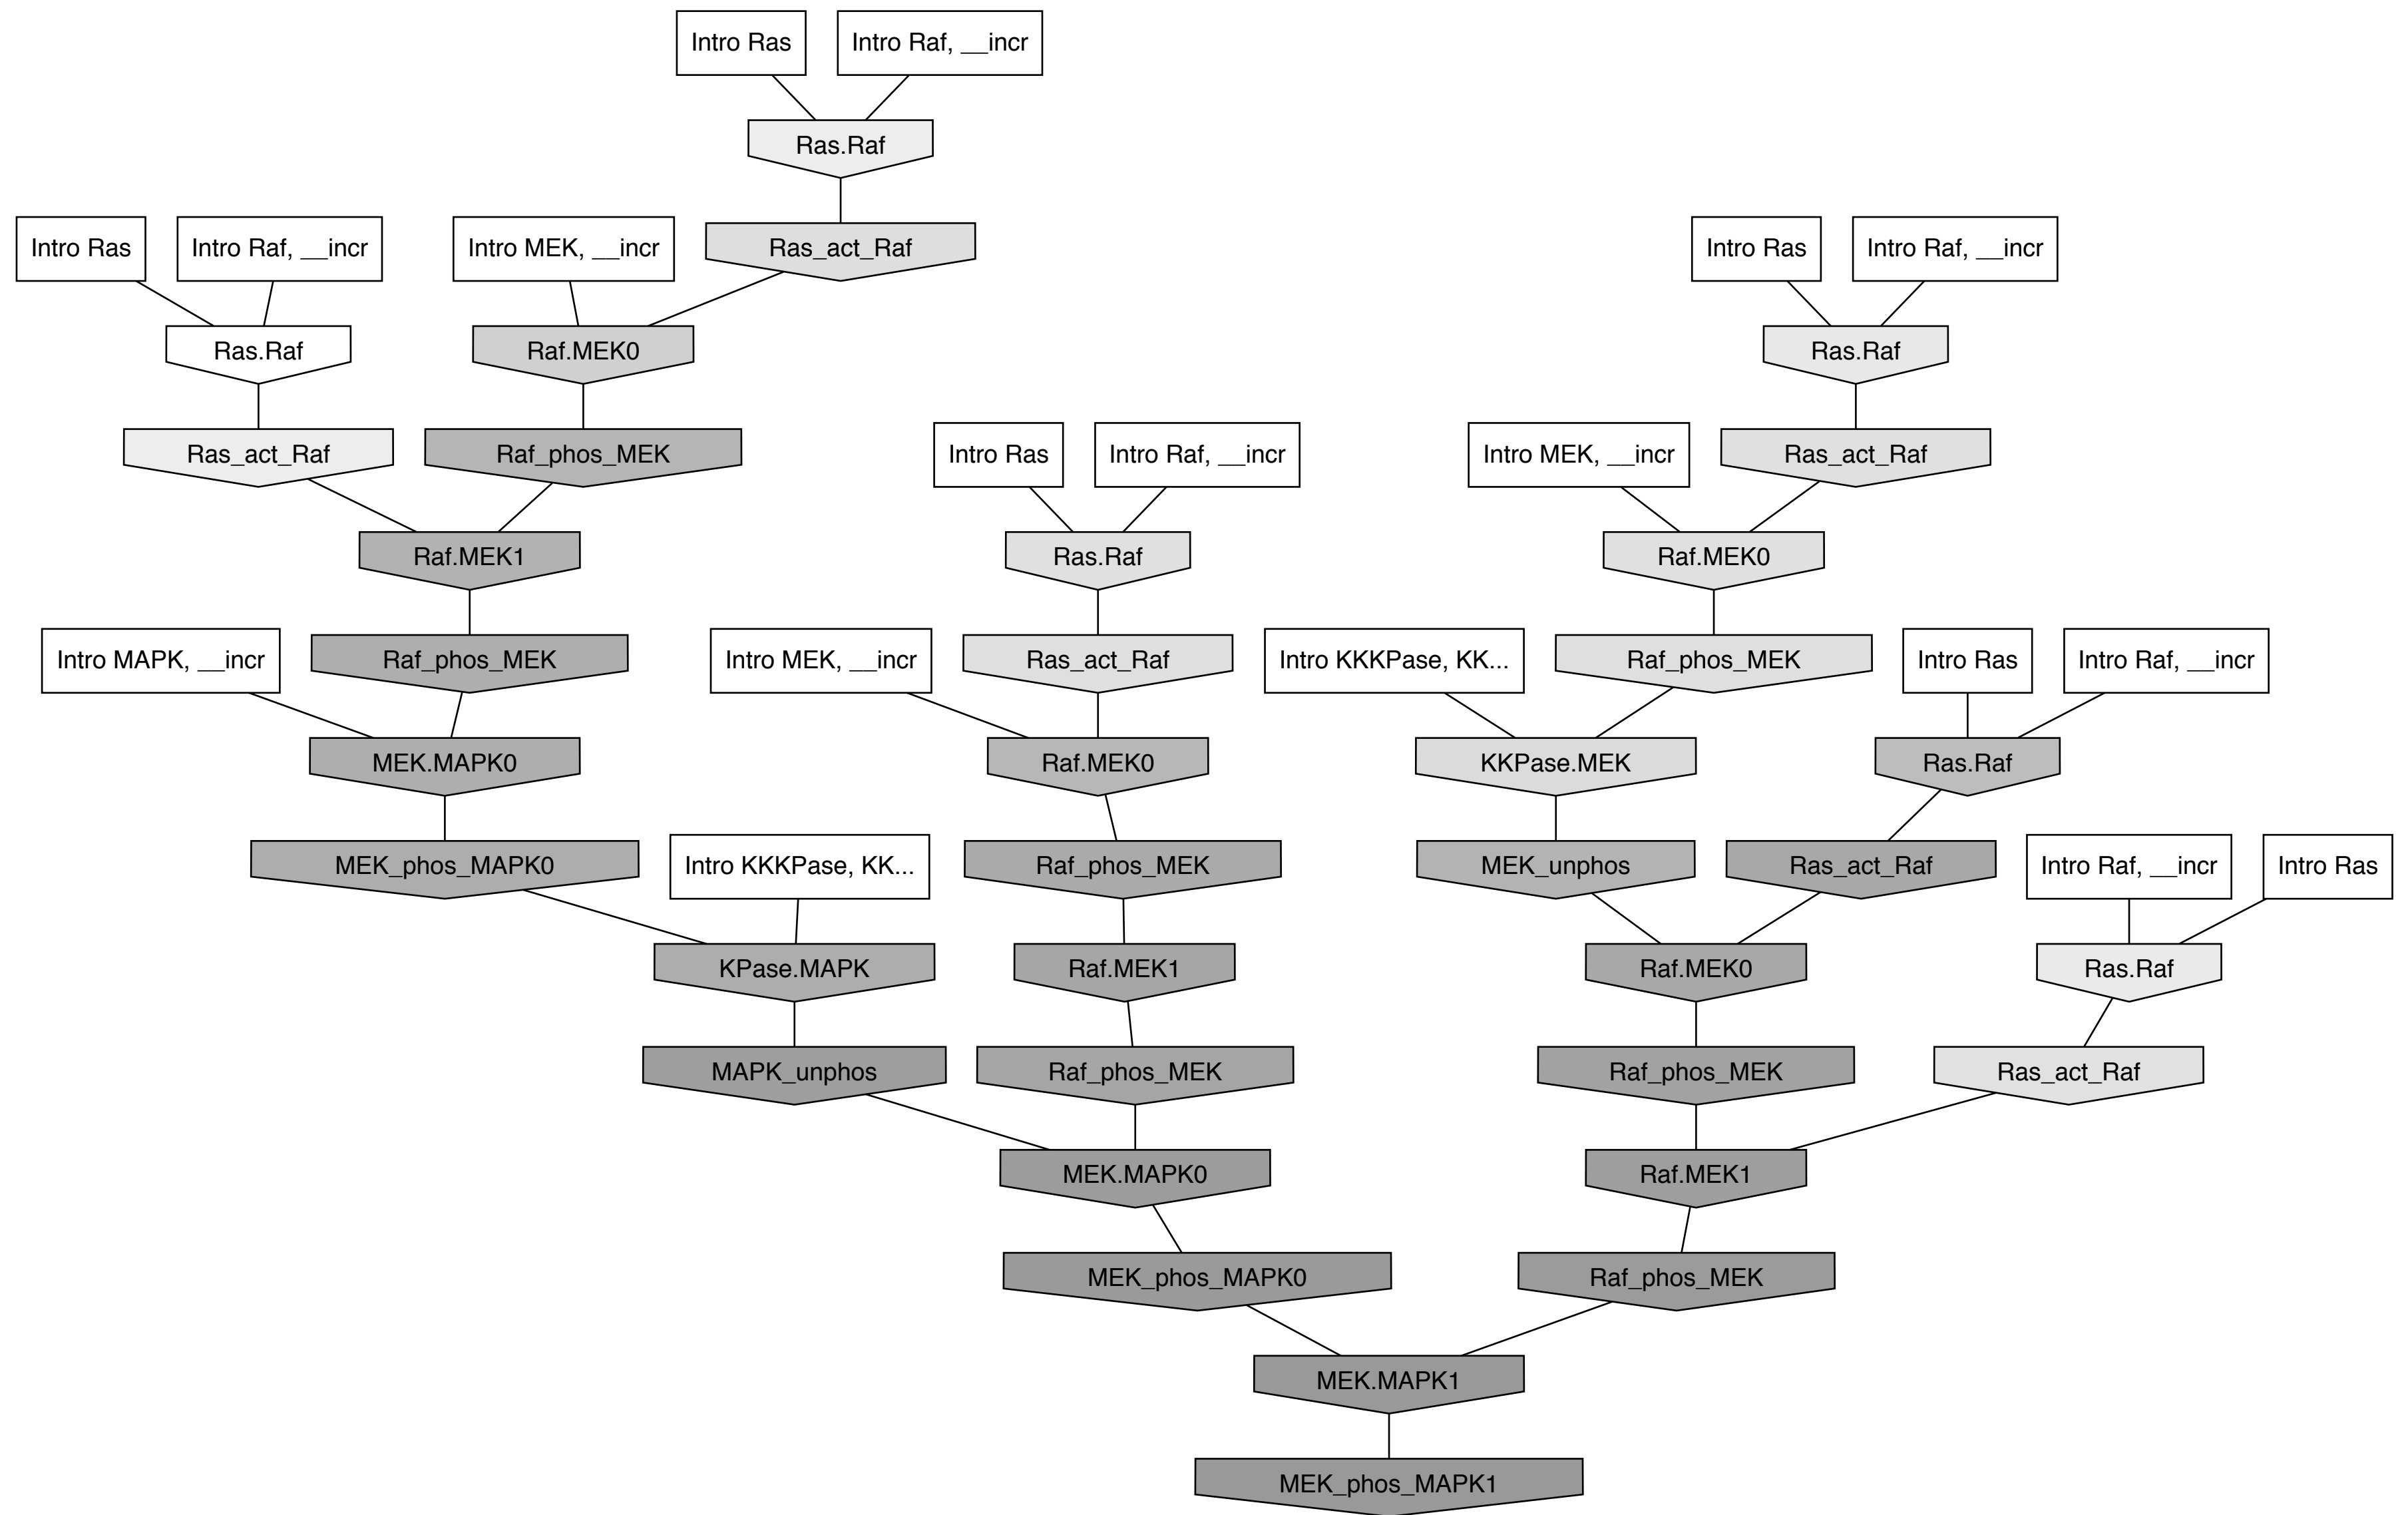 Intro Ras
Intro Raf, __incr
Ras.Raf
Intro Ras
Intro Raf, __incr
Intro MEK, __incr
Ras_act_Raf
Intro Ras
Intro Raf, __incr
Ras.Raf
Raf.MEK0
Ras.Raf
Ras_act_Raf
Raf_phos_MEK
Intro Ras
Intro Raf, __incr
Intro MEK, __incr
Ras_act_Raf
Raf.MEK1
Ras.Raf
Raf.MEK0
Intro MAPK, __incr
Raf_phos_MEK
Intro MEK, __incr
Ras_act_Raf
Intro KKKPase, KK...
Raf_phos_MEK
Intro Ras
Intro Raf, __incr
MEK.MAPK0
Raf.MEK0
KKPase.MEK
Ras.Raf
MEK_phos_MAPK0
Intro KKKPase, KK...
Raf_phos_MEK
MEK_unphos
Ras_act_Raf
Intro Raf, __incr
Intro Ras
KPase.MAPK
Raf.MEK1
Raf.MEK0
Ras.Raf
MAPK_unphos
Raf_phos_MEK
Raf_phos_MEK
Ras_act_Raf
MEK.MAPK0
Raf.MEK1
MEK_phos_MAPK0
Raf_phos_MEK
MEK.MAPK1
MEK_phos_MAPK1